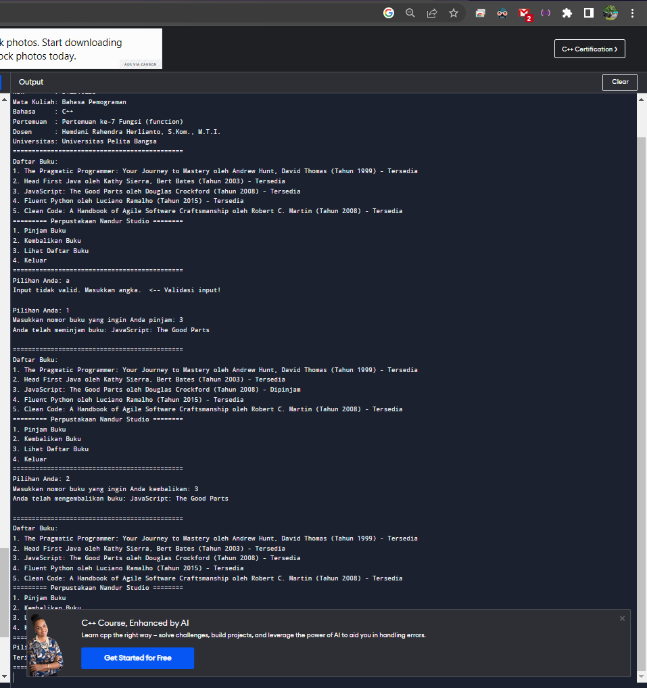 k photos. Start downloading
ock photos today.
ADS VIA CARBON
C++ Certification
2
Output
Clear
Mata Kuliah: Bahasa Pemograman
Bahasa : C++
Pertemuan : Pertemuan ke-7 Fungsi (function)
Dosen : Hemdani Rahendra Herlianto, S.Kom., M.T.I.
Universitas: Universitas Pelita Bangsa
=============================================
Daftar Buku:
1. The Pragmatic Programmer: Your Journey to Mastery oleh Andrew Hunt, David Thomas (Tahun 1999) - Tersedia
2. Head First Java oleh Kathy Sierra, Bert Bates (Tahun 2003) - Tersedia
3. JavaScript: The Good Parts oleh Douglas Crockford (Tahun 2008) - Tersedia
4. Fluent Python oleh Luciano Ramalho (Tahun 2015) - Tersedia
5. Clean Code: A Handbook of Agile Software Craftsmanship oleh Robert C. Martin (Tahun 2008) - Tersedia
========= Perpustakaan Nandur Studio ========
1. Pinjam Buku
2. Kembalikan Buku
3. Lihat Daftar Buku
4. Keluar
=============================================
Pilihan Anda: a
Input tidak valid. Masukkan angka. <-- Validasi input!
Pilihan Anda: 1
Masukkan nomor buku yang ingin Anda pinjam: 3
Anda telah meminjam buku: JavaScript: The Good Parts
=============================================
Daftar Buku:
1. The Pragmatic Programmer: Your Journey to Mastery oleh Andrew Hunt, David Thomas (Tahun 1999) - Tersedia
2. Head First Java oleh Kathy Sierra, Bert Bates (Tahun 2003) - Tersedia
3. JavaScript: The Good Parts oleh Douglas Crockford (Tahun 2008) - Dipinjam
4. Fluent Python oleh Luciano Ramalho (Tahun 2015) - Tersedia
5. Clean Code: A Handbook of Agile Software Craftsmanship oleh Robert C. Martin (Tahun 2008) - Tersedia
========= Perpustakaan Nandur Studio ========
1. Pinjam Buku
2. Kembalikan Buku
3. Lihat Daftar Buku
4. Keluar
=============================================
Pilihan Anda: 2
Masukkan nomor buku yang ingin Anda kembalikan: 3
Anda telah mengembalikan buku: JavaScript: The Good Parts
=============================================
Daftar Buku:
1. The Pragmatic Programmer: Your Journey to Mastery oleh Andrew Hunt, David Thomas (Tahun 1999) - Tersedia
2. Head First Java oleh Kathy Sierra, Bert Bates (Tahun 2003) - Tersedia
3. JavaScript: The Good Parts oleh Douglas Crockford (Tahun 2008) - Tersedia
4. Fluent Python oleh Luciano Ramalho (Tahun 2015) - Tersedia
5. Clean Code: A Handbook of Agile Software Craftsmanship oleh Robert C. Martin (Tahun 2008) - Tersedia
========= Perpustakaan Nandur Studio ========
1. Pinjam Buku
2. Kembalikan Buku
3. L
4. K
====
Pili
Teri
====
C++ Course, Enhanced by AI
Learn cpp the right way – solve challenges, build projects, and leverage the power of AI to aid you in handling errors.
Get Started for Free